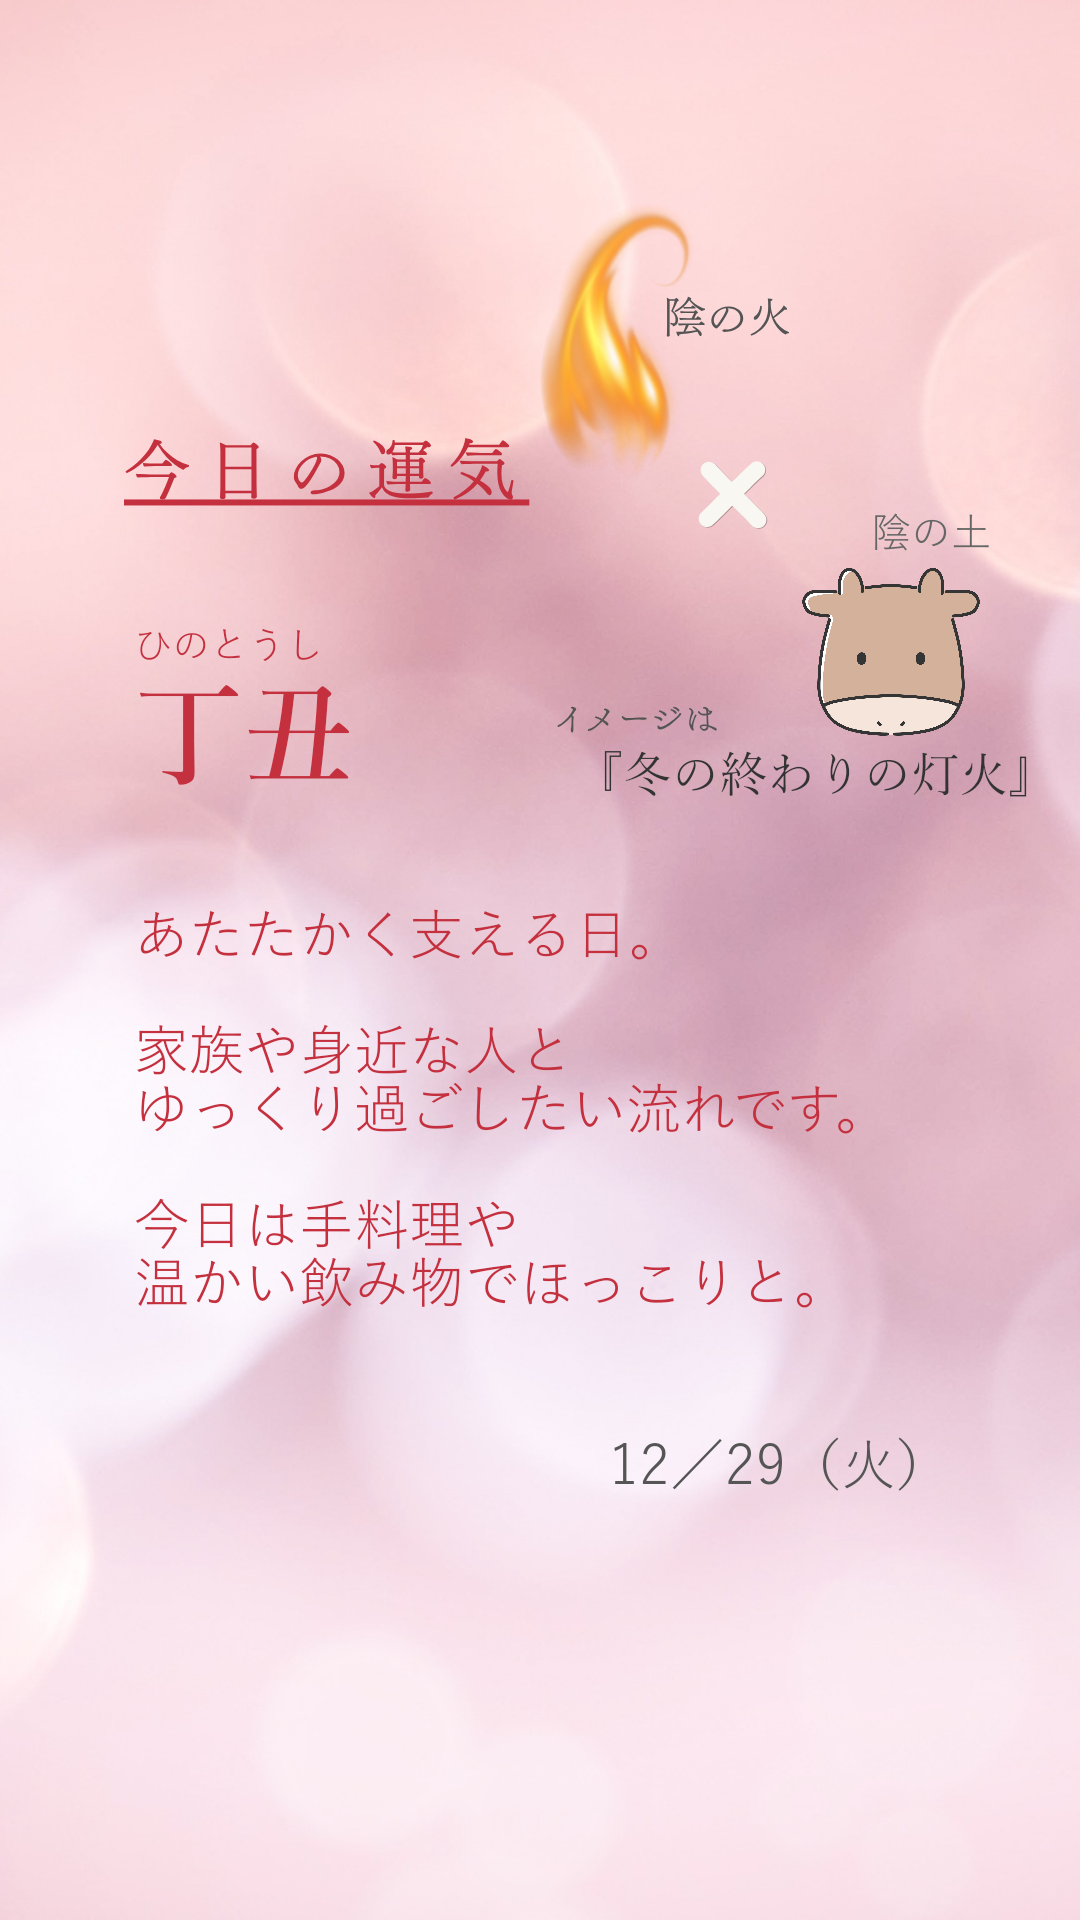 陰の火
今日の運気
陰の土
ひのとうし
丁丑
イメージは
『冬の終わりの灯火』
あたたかく支える日。
家族や身近な人と
ゆっくり過ごしたい流れです。
今日は手料理や
温かい飲み物でほっこりと。
12／29（火）